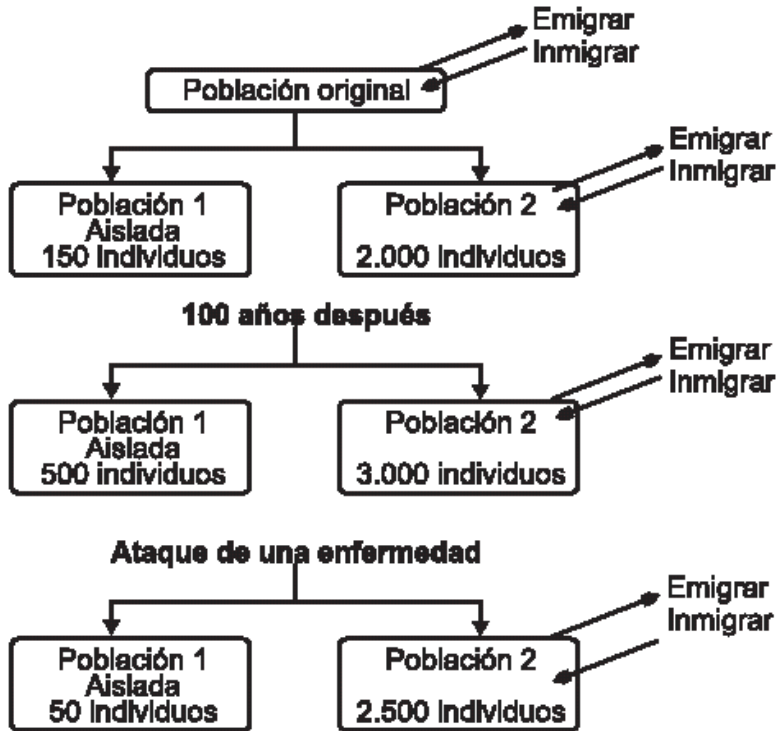 Emigrar
Inmigrar
Población original
Emigrar
Inmigrar
Población 1
Aislada
150 individuos
Población 2
2.000 individuos
100 años después
Emigrar
Inmigrar
Población 1
Aislada
500 individuos
Población 2
3.000 individuos
Ataque de una enfermedad
Emigrar
Inmigrar
Población 1
Aislada
50 individuos
Población 2
2.500 individuos